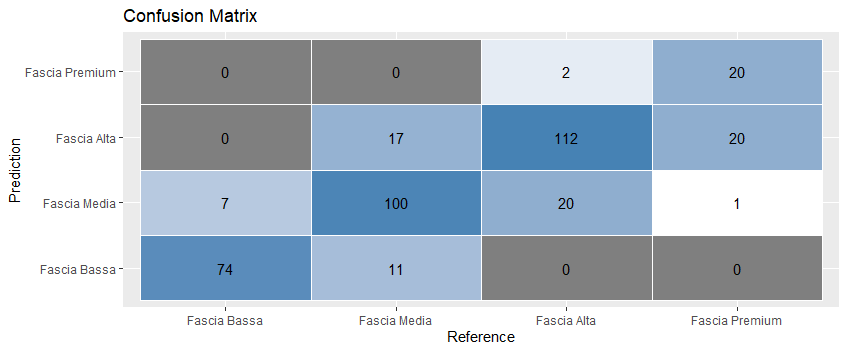 Confusion Matrix
Fascia Premium 0 0 2 20
Fascia Alta 0 17 112 20
Fascia Media 7 100 20 1
Fascia Bassa 74 11 0 0
Prediction
Fascia Bassa Fascia Media Fascia Alta Fascia Premium
Reference